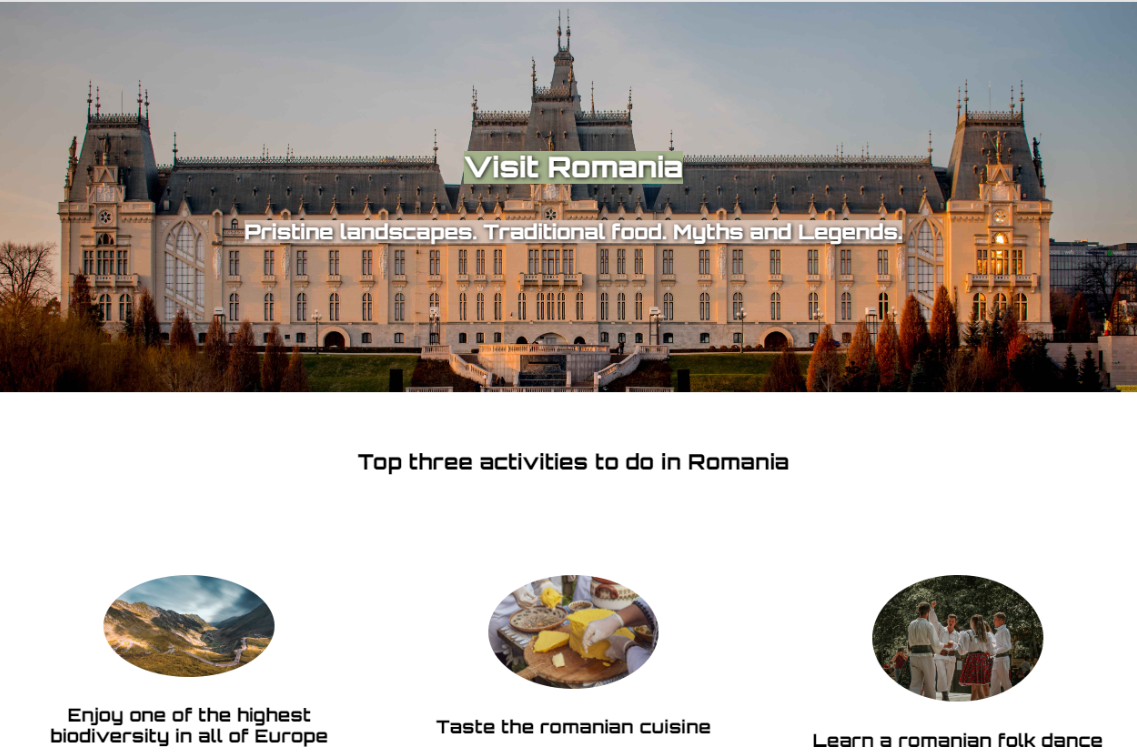 Visit Romania
Pristine landscapes. Traditional food. Myths and Legends.
Top three activities to do in Romania
Enjoy one of the highest
biodiversity in all of Europe
Taste the romanian cuisine
Learn a romanian folk dance